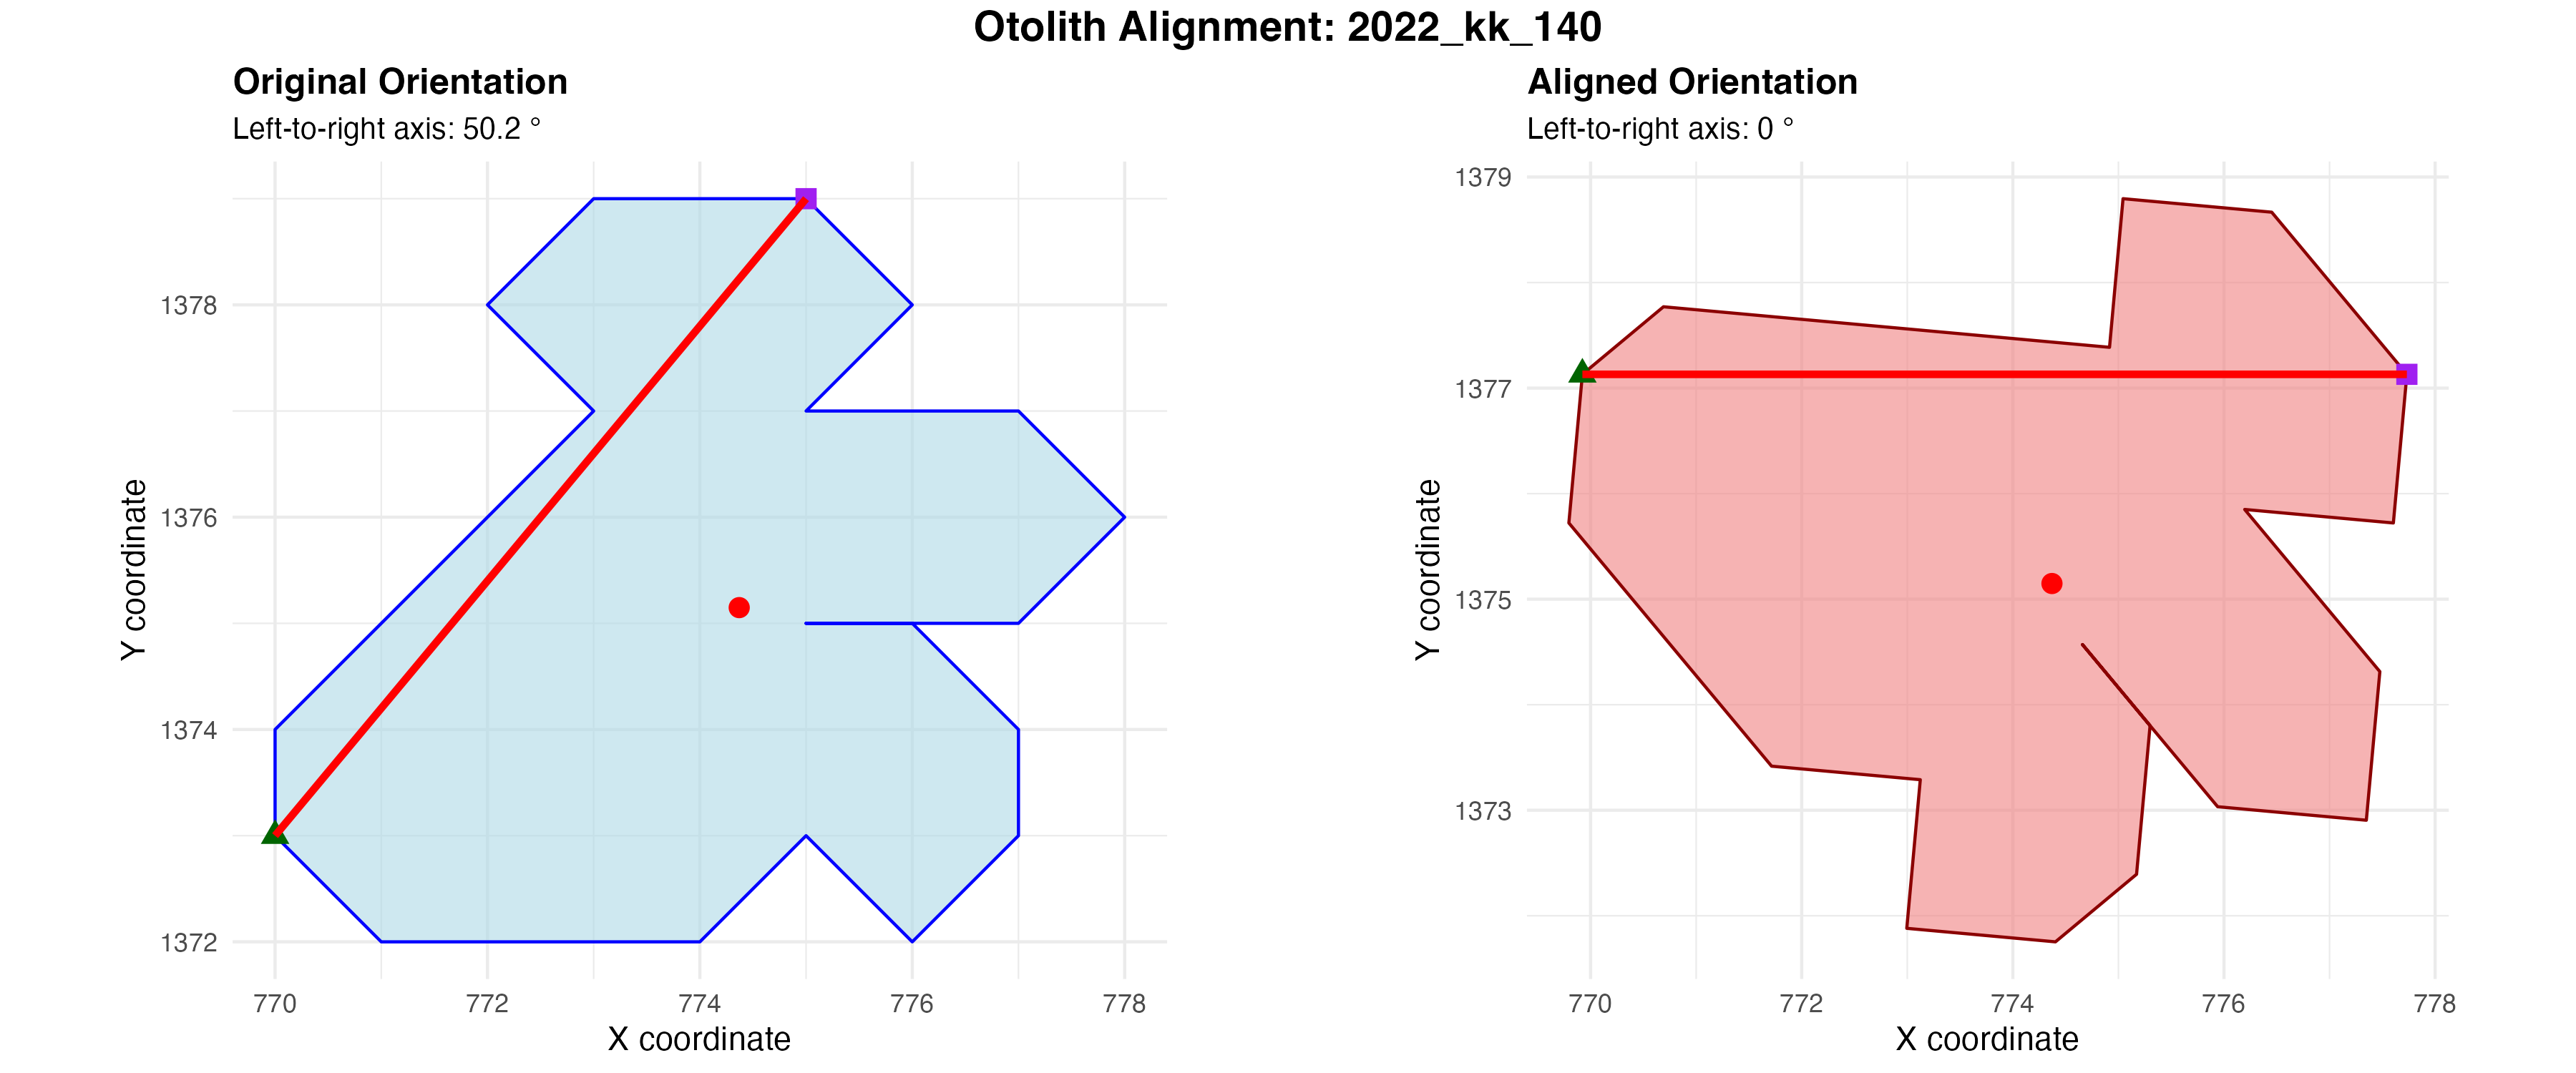 Otolith Alignment: 2022_kk_140
Original Orientation
Left-to-right axis: 50.2 °
1378
1376
1374
1372
770 772 774 776 778
X coordinate
Y coordinate
Aligned Orientation
Left-to-right axis: 0 °
1379
1377
1375
1373
770 772 774 776 778
X coordinate
Y coordinate